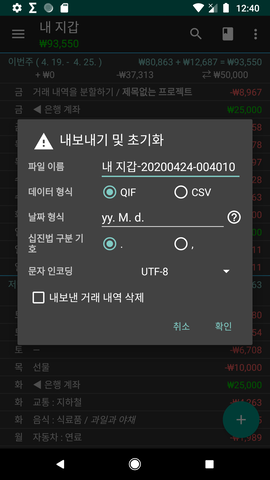 12:40
내 지갑
₩93,550
이번주 ( 4. 19. - 4. 25. ) ₩80,863 + ₩12,687 = ₩93,550
+ ₩0 -₩37,313 ₩50,000
금 거래 내역을 분할하기 / 제목없는 프로젝트 -₩8,967
금 ◀ 은행 계좌 ₩25,000
내보내기 및 초기화
파일 이름 내 지갑-20200424-004010
데이터 형식 QIF CSV
날짜 형식 yy. M. d.
십진법 구분 기호 . ,
문자 인코딩 UTF-8
내보낸 거래 내역 삭제
취소 확인
토 — -₩6,708
목 선물 -₩10,000
화 ◀ 은행 계좌 ₩25,000
화 교통 : 지하철
화 음식 : 식료품 / 과일과 야채
월 자동차 : 연료 -₩1,989